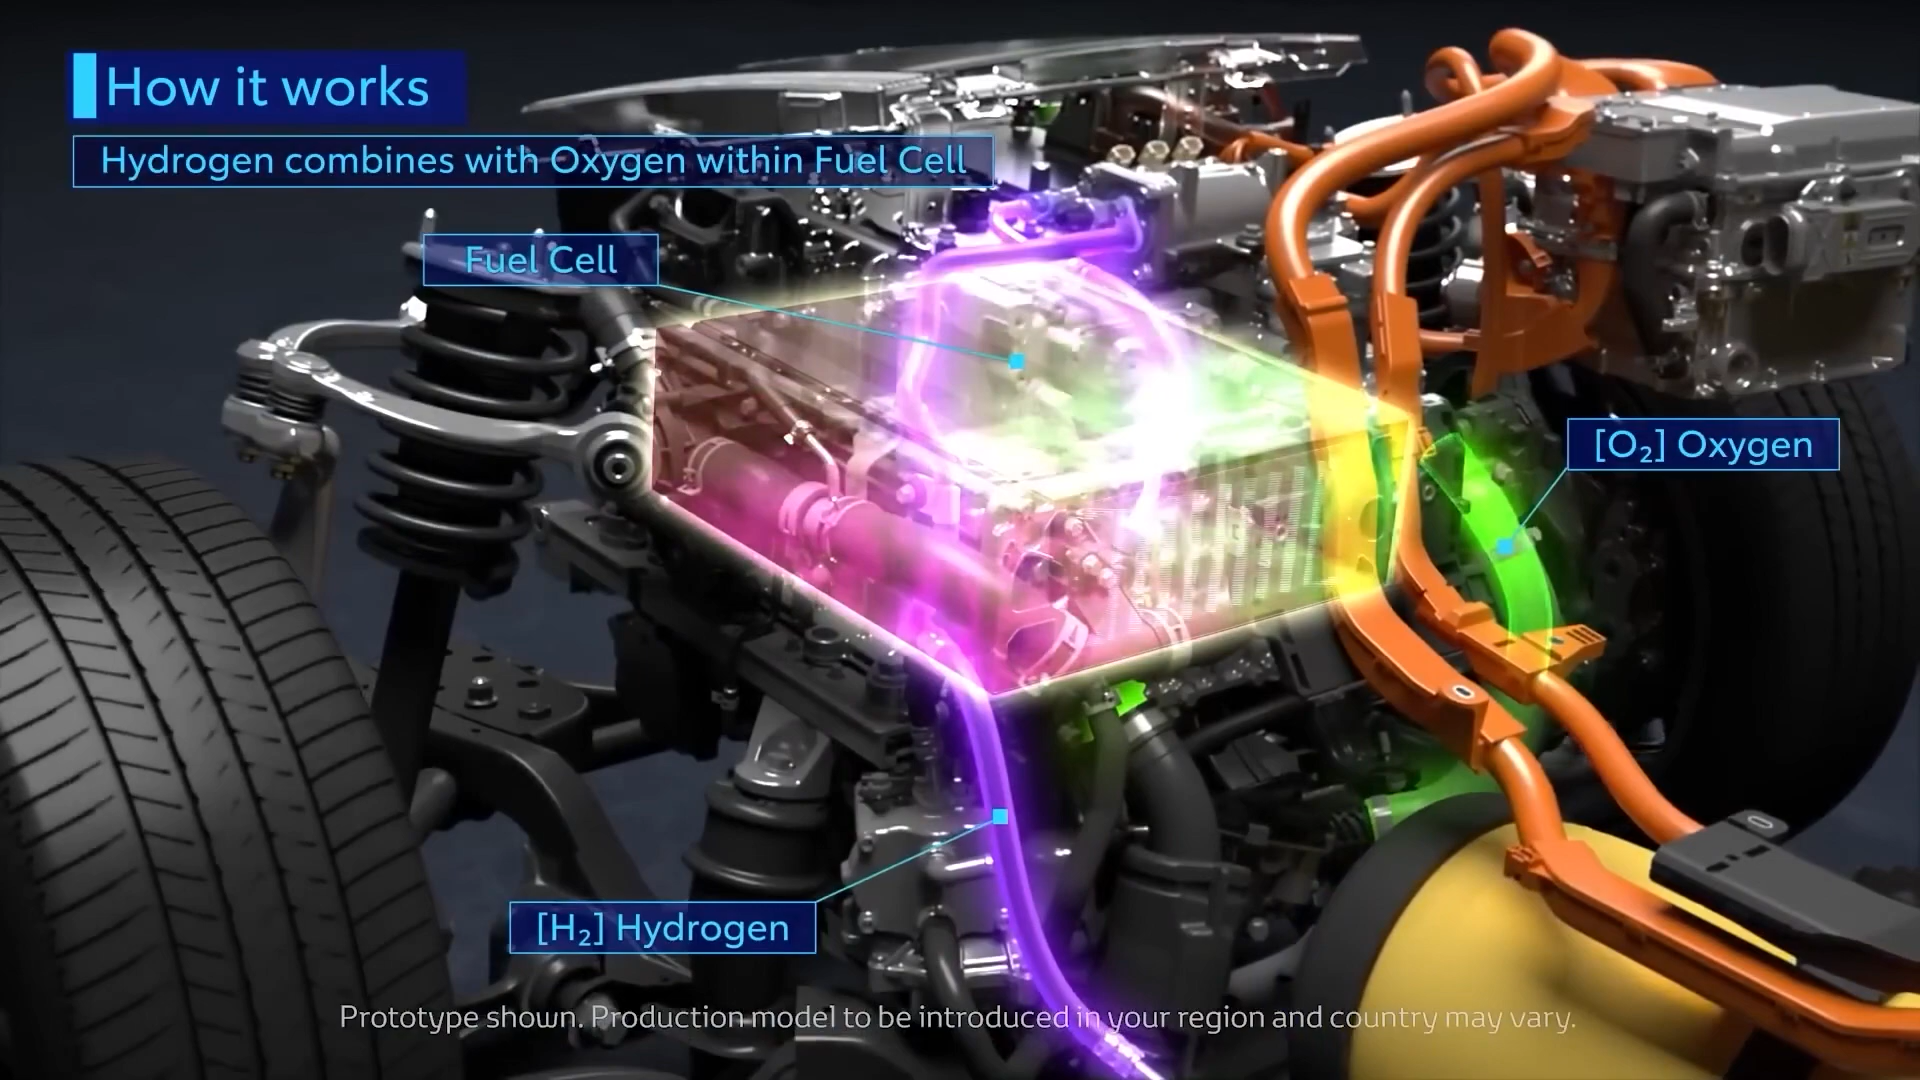 How it works
Hydrogen combines with Oxygen within Fuel Cell
Fuel Cell
[O₂] Oxygen
[H₂] Hydrogen
Prototype shown. Production model to be introduced in your region and country may vary.